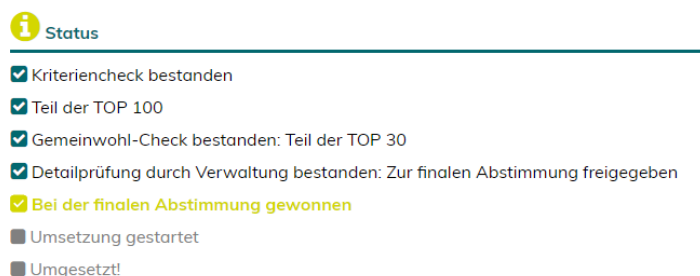 Status
Kriteriencheck bestanden
Teil der TOP 100
Gemeinwohl-Check bestanden: Teil der TOP 30
Detailprüfung durch Verwaltung bestanden: Zur finalen Abstimmung freigegeben
Bei der finalen Abstimmung gewonnen
Umsetzung gestartet
Umgesetzt!